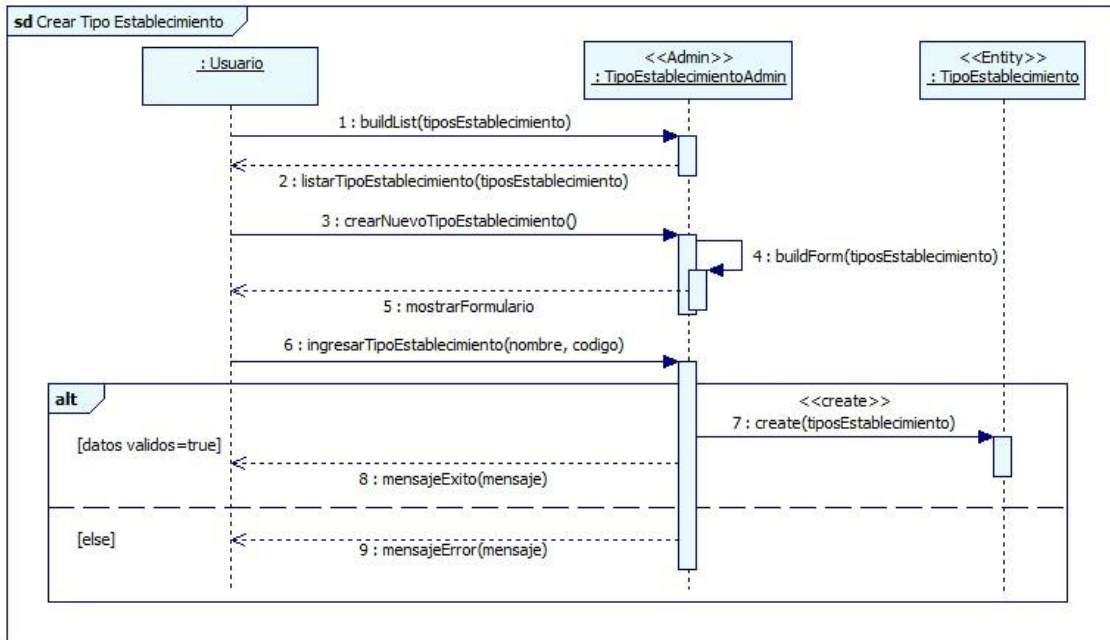 sd Crear Tipo Establecimiento
: Usuario
<<Admin>>
: TipoEstablecimientoAdmin
<<Entity>>
: TipoEstablecimiento
1 : buildList(tiposEstablecimiento)
2 : listarTipoEstablecimiento(tiposEstablecimiento)
3 : crearNuevoTipoEstablecimiento()
4 : buildForm(tiposEstablecimiento)
5 : mostrarFormulario
6 : ingresarTipoEstablecimiento(nombre, codigo)
alt
<<create>>
7 : create(tiposEstablecimiento)
[datos validos=true]
8 : mensajeExito(mensaje)
[else]
9 : mensajeError(mensaje)